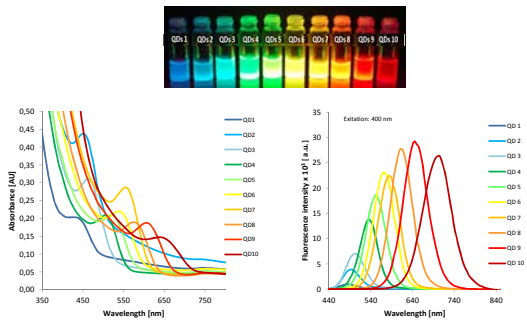 QDs 1 QDs 2 QDs 3 QDs 4 QDs 5 QDs 6 QDs 7 QDs 8 QDs 9 QDs 10
0,50
0,45
0,40
0,35
0,30
0,25
0,20
0,15
0,10
0,05
0,00
Absorbance [AU]
350 450 550 650 750
Wavelength [nm]
QD1
QD2
QD3
QD4
QD5
QD6
QD7
QD8
QD9
QD10
Exitation: 400 nm
35
30
25
20
15
10
5
0
Fluorescence intensity x 10³ [a.u.]
440 540 640 740 840
Wavelength [nm]
QD 1
QD 2
QD 3
QD 4
QD 5
QD 6
QD 7
QD 8
QD 9
QD 10